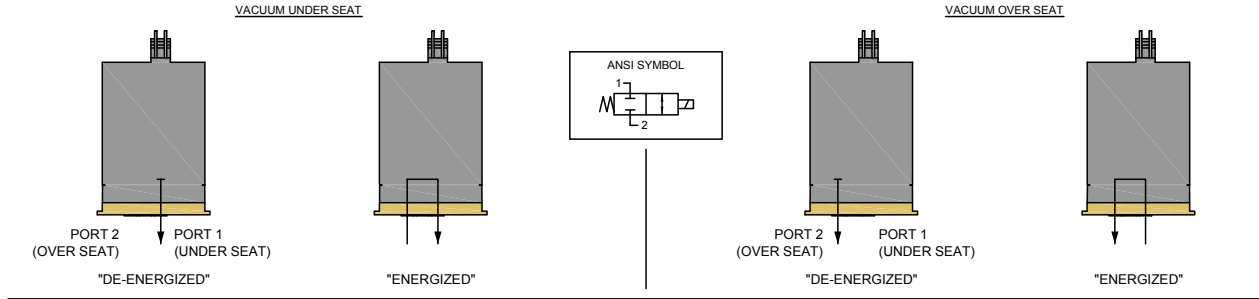 VACUUM UNDER SEAT
VACUUM OVER SEAT
ANSI SYMBOL
1
2
PORT 2
(OVER SEAT)
PORT 1
(UNDER SEAT)
"DE-ENERGIZED"
"ENERGIZED"
PORT 2
(OVER SEAT)
PORT 1
(UNDER SEAT)
"DE-ENERGIZED"
"ENERGIZED"